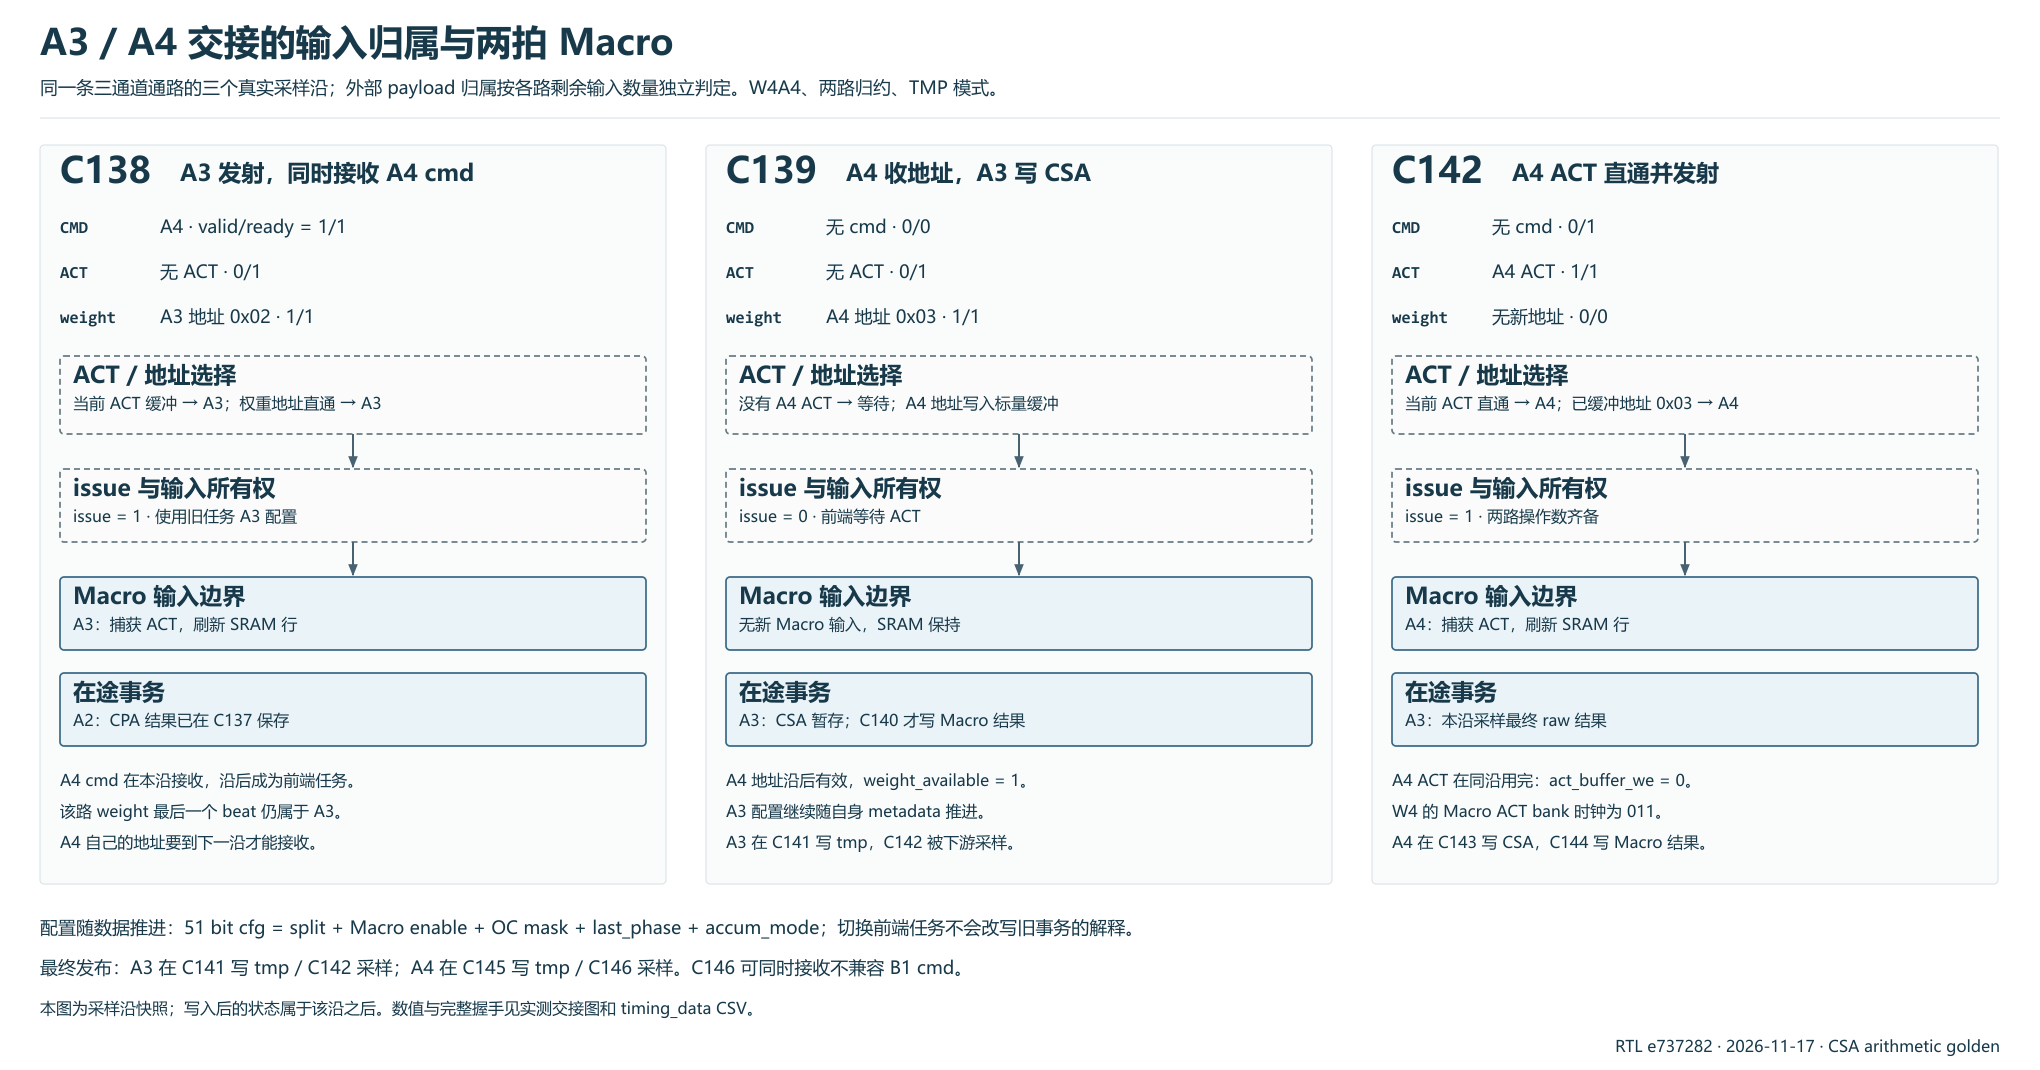 A3 / A4 交接的输入归属与两拍 Macro
同一条三通道通路的三个真实采样沿；外部 payload 归属按各路剩余输入数量独立判定。W4A4、两路归约、TMP 模式。
C138 A3 发射，同时接收 A4 cmd
CMD A4 · valid/ready = 1/1
ACT 无 ACT · 0/1
weight A3 地址 0x02 · 1/1
ACT / 地址选择
当前 ACT 缓冲 → A3；权重地址直通 → A3
issue 与输入所有权
issue = 1 · 使用旧任务 A3 配置
Macro 输入边界
A3：捕获 ACT，刷新 SRAM 行
在途事务
A2：CPA 结果已在 C137 保存
A4 cmd 在本沿接收，沿后成为前端任务。
该路 weight 最后一个 beat 仍属于 A3。
A4 自己的地址要到下一沿才能接收。
C139 A4 收地址，A3 写 CSA
CMD 无 cmd · 0/0
ACT 无 ACT · 0/1
weight A4 地址 0x03 · 1/1
ACT / 地址选择
没有 A4 ACT → 等待；A4 地址写入标量缓冲
issue 与输入所有权
issue = 0 · 前端等待 ACT
Macro 输入边界
无新 Macro 输入，SRAM 保持
在途事务
A3：CSA 暂存；C140 才写 Macro 结果
A4 地址沿后有效，weight_available = 1。
A3 配置继续随自身 metadata 推进。
A3 在 C141 写 tmp，C142 被下游采样。
C142 A4 ACT 直通并发射
CMD 无 cmd · 0/1
ACT A4 ACT · 1/1
weight 无新地址 · 0/0
ACT / 地址选择
当前 ACT 直通 → A4；已缓冲地址 0x03 → A4
issue 与输入所有权
issue = 1 · 两路操作数齐备
Macro 输入边界
A4：捕获 ACT，刷新 SRAM 行
在途事务
A3：本沿采样最终 raw 结果
A4 ACT 在同沿用完：act_buffer_we = 0。
W4 的 Macro ACT bank 时钟为 011。
A4 在 C143 写 CSA，C144 写 Macro 结果。
配置随数据推进：51 bit cfg = split + Macro enable + OC mask + last_phase + accum_mode；切换前端任务不会改写旧事务的解释。
最终发布：A3 在 C141 写 tmp / C142 采样；A4 在 C145 写 tmp / C146 采样。C146 可同时接收不兼容 B1 cmd。
本图为采样沿快照；写入后的状态属于该沿之后。数值与完整握手见实测交接图和 timing_data CSV。
RTL e737282 · 2026-11-17 · CSA arithmetic golden